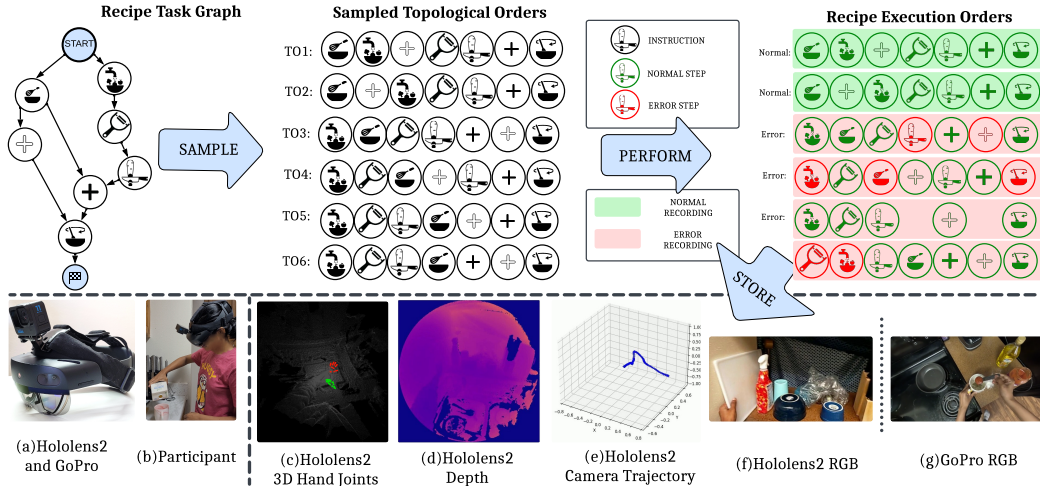 Recipe Task Graph
Sampled Topological Orders
Recipe Execution Orders
START
SAMPLE
TO1:
TO2:
TO3:
TO4:
TO5:
TO6:
INSTRUCTION
NORMAL STEP
ERROR STEP
PERFORM
NORMAL
RECORDING
ERROR
RECORDING
STORE
Normal:
Normal:
Error:
Error:
Error:
(a)Hololens2
and GoPro
(b)Participant
(c)Hololens2
3D Hand Joints
(d)Hololens2
Depth
(e)Hololens2
Camera Trajectory
(f)Hololens2 RGB
(g)GoPro RGB